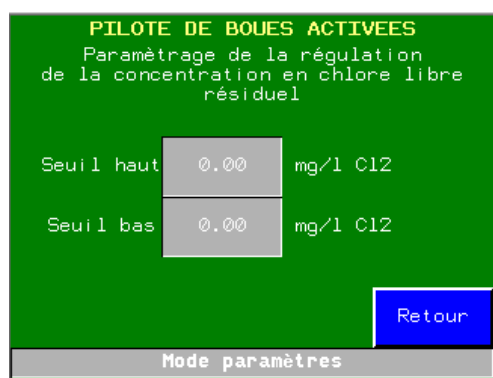 PILOTE DE BOUES ACTIVEES
Paramètrage de la régulation
de la concentration en chlore libre
résiduel
Seuil haut 0.00 mg/l Cl2
Seuil bas 0.00 mg/l Cl2
Retour
Mode paramètres